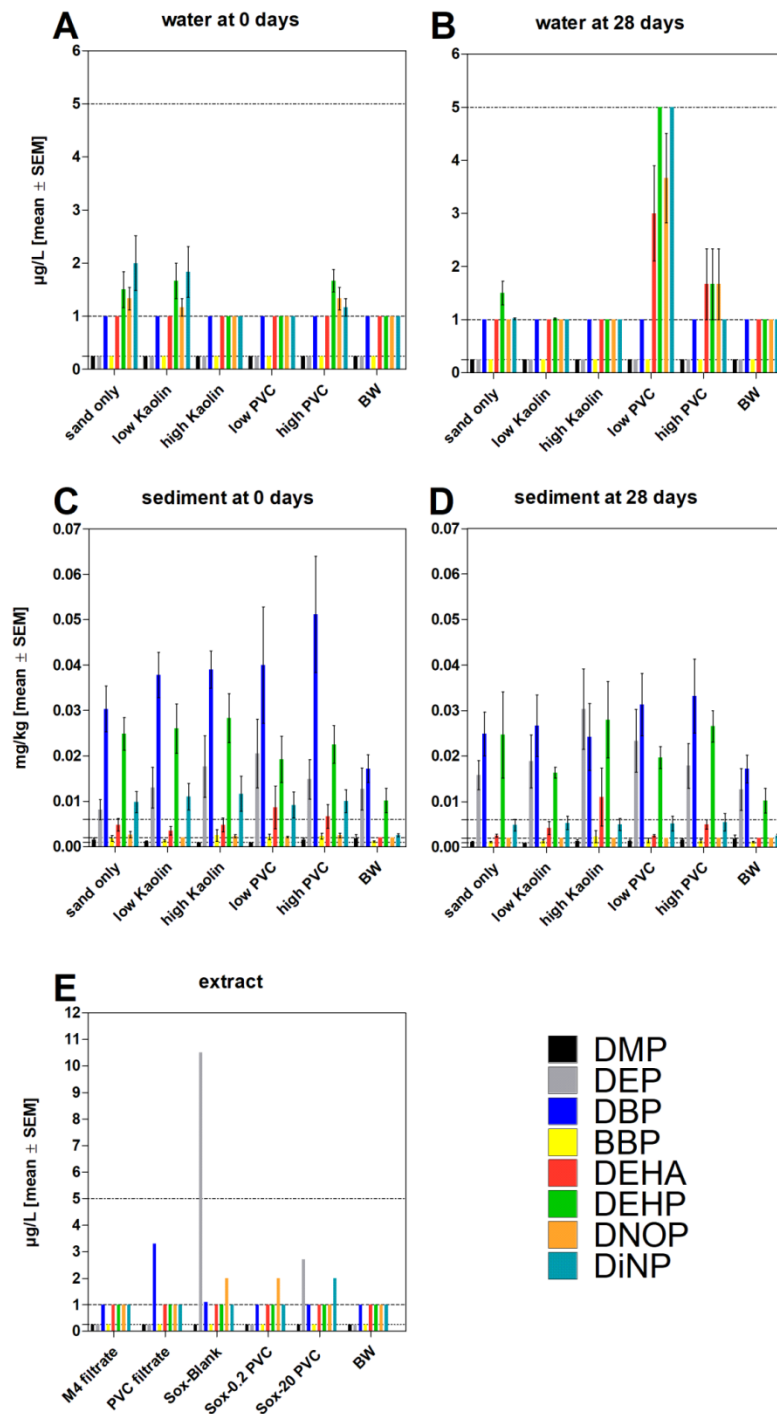 A water at 0 days
µg/L [mean ± SEM]
6
5
4
3
2
1
0
sand only
low Kaolin
high Kaolin
low PVC
high PVC
BW
B water at 28 days
6
5
4
3
2
1
0
sand only
low Kaolin
high Kaolin
low PVC
high PVC
BW
C sediment at 0 days
mg/kg [mean ± SEM]
0.07
0.06
0.05
0.04
0.03
0.02
0.01
0.00
sand only
low Kaolin
high Kaolin
low PVC
high PVC
BW
D sediment at 28 days
0.07
0.06
0.05
0.04
0.03
0.02
0.01
0.00
sand only
low Kaolin
high Kaolin
low PVC
high PVC
BW
E extract
µg/L [mean ± SEM]
12
11
10
9
8
7
6
5
4
3
2
1
0
M4 filtrate
PVC filtrate
Sox-Blank
Sox-0.2 PVC
Sox-20 PVC
BW
DMP
DEP
DBP
BBP
DEHA
DEHP
DNOP
DiNP